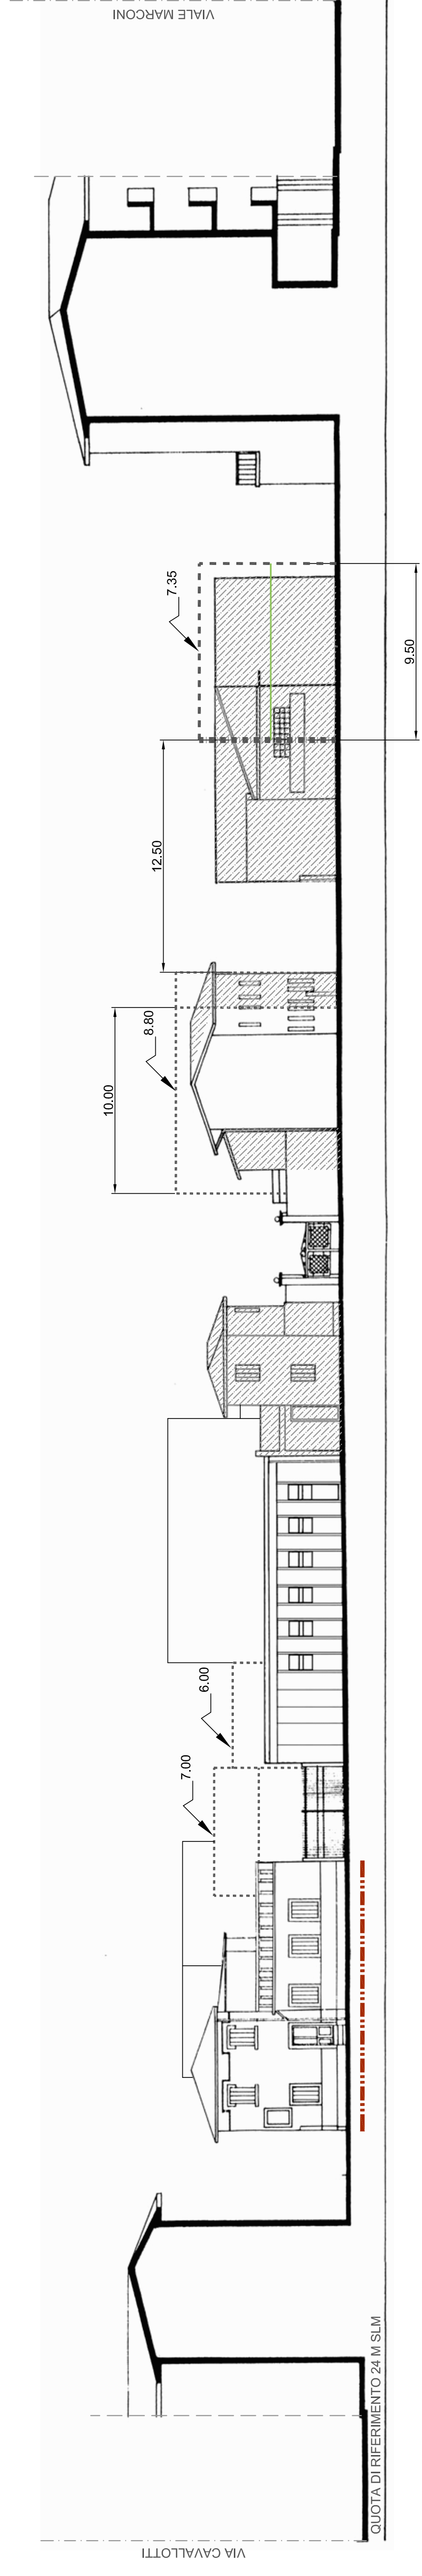 VIALE MARCONI
7.35
9.50
12.50
8.80
10.00
6.00
7.00
QUOTA DI RIFERIMENTO 24 M SLM
VIA CAVALLOTTI